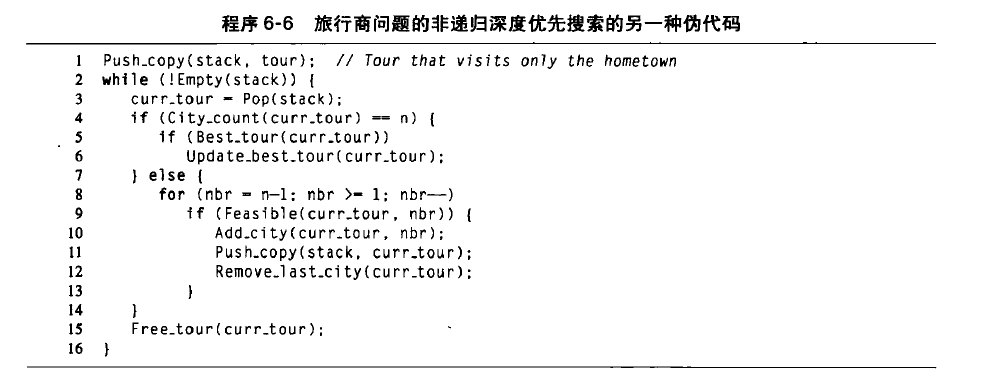 程序 6-6 旅行商问题的非递归深度优先搜索的另一种伪代码
1 Push_copy(stack, tour); // Tour that visits only the hometown
2 while (!Empty(stack)) {
3 curr_tour = Pop(stack);
4 if (City_count(curr_tour) == n) {
5 if (Best_tour(curr_tour))
6 Update_best_tour(curr_tour);
7 } else {
8 for (nbr = n-1; nbr >= 1; nbr--)
9 if (Feasible(curr_tour, nbr)) {
10 Add_city(curr_tour, nbr);
11 Push_copy(stack, curr_tour);
12 Remove_last_city(curr_tour);
13 }
14 }
15 Free_tour(curr_tour);
16 }